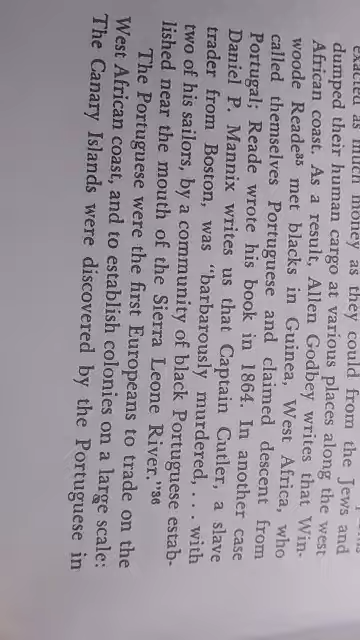 as much money as they could from the Jews and
dumped their human cargo at various places along the west
African coast. As a result, Allen Godbey writes that Win-
woode Reade³⁵ met blacks in Guinea, West Africa, who
called themselves Portuguese and claimed descent from
Portugal; Reade wrote his book in 1864. In another case
Daniel P. Mannix writes us that Captain Cutler, a slave
trader from Boston, was "barbarously murdered, . . . with
two of his sailors, by a community of black Portuguese estab-
lished near the mouth of the Sierra Leone River."³⁶
The Portuguese were the first Europeans to trade on the
West African coast, and to establish colonies on a large scale:
The Canary Islands were discovered by the Portuguese in